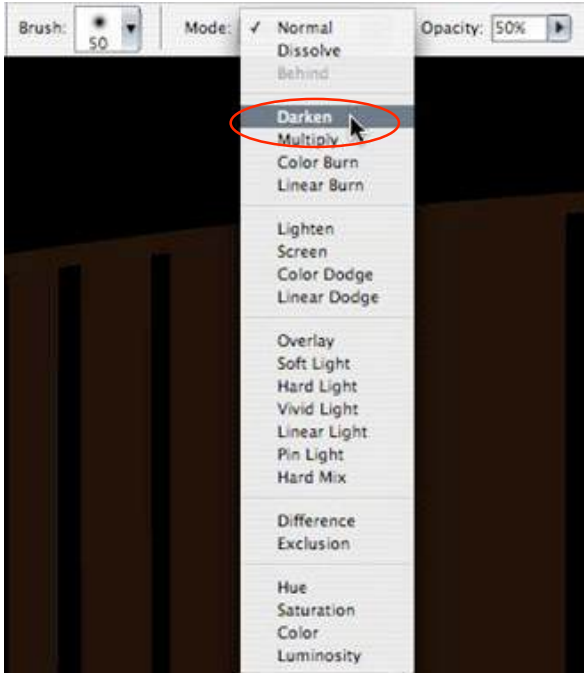 Brush: 50 Mode: ✓ Normal Opacity: 50%
Dissolve
Behind
Darken
Multiply
Color Burn
Linear Burn
Lighten
Screen
Color Dodge
Linear Dodge
Overlay
Soft Light
Hard Light
Vivid Light
Linear Light
Pin Light
Hard Mix
Difference
Exclusion
Hue
Saturation
Color
Luminosity